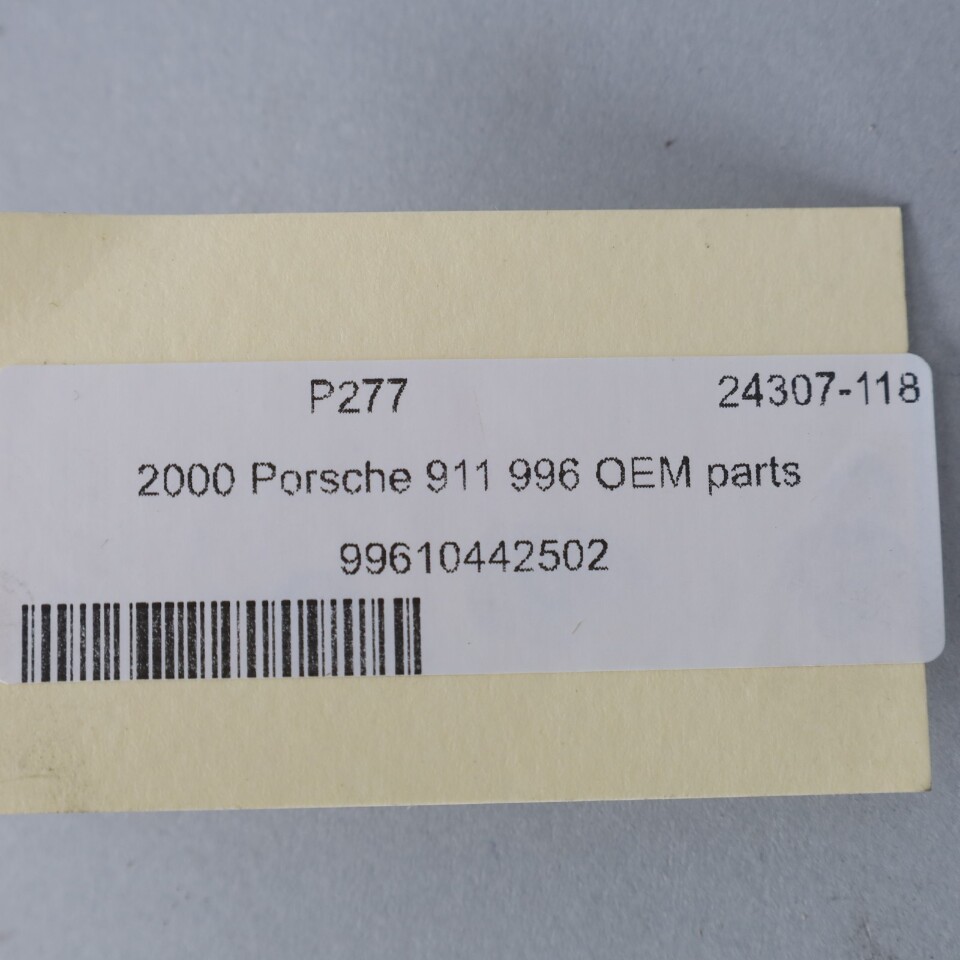 P277 24307-118
2000 Porsche 911 996 OEM parts
99610442502